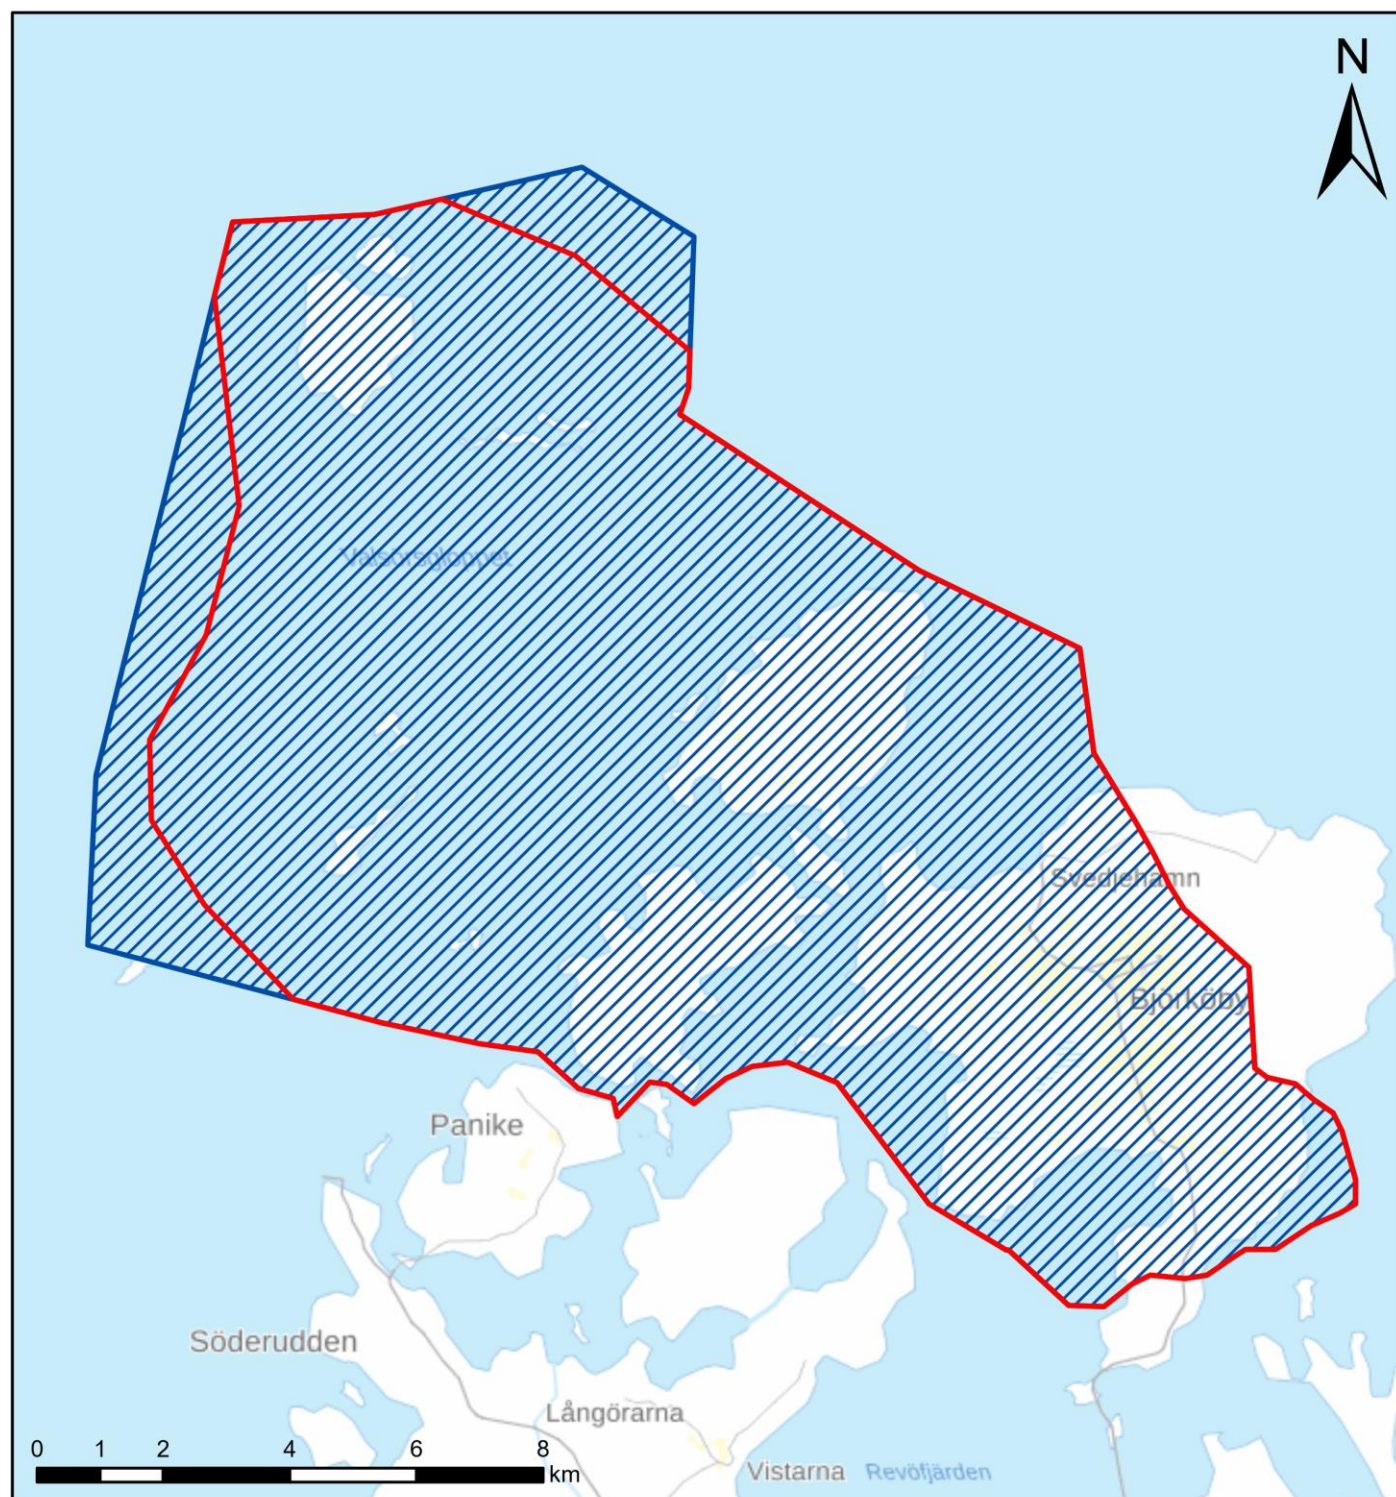 N
Valsörsgloppet
Svedjehamn
Björköby
Panike
Söderudden
Långörarna
Vistarna
Revöfjärden
0 1 2 4 6 8
km